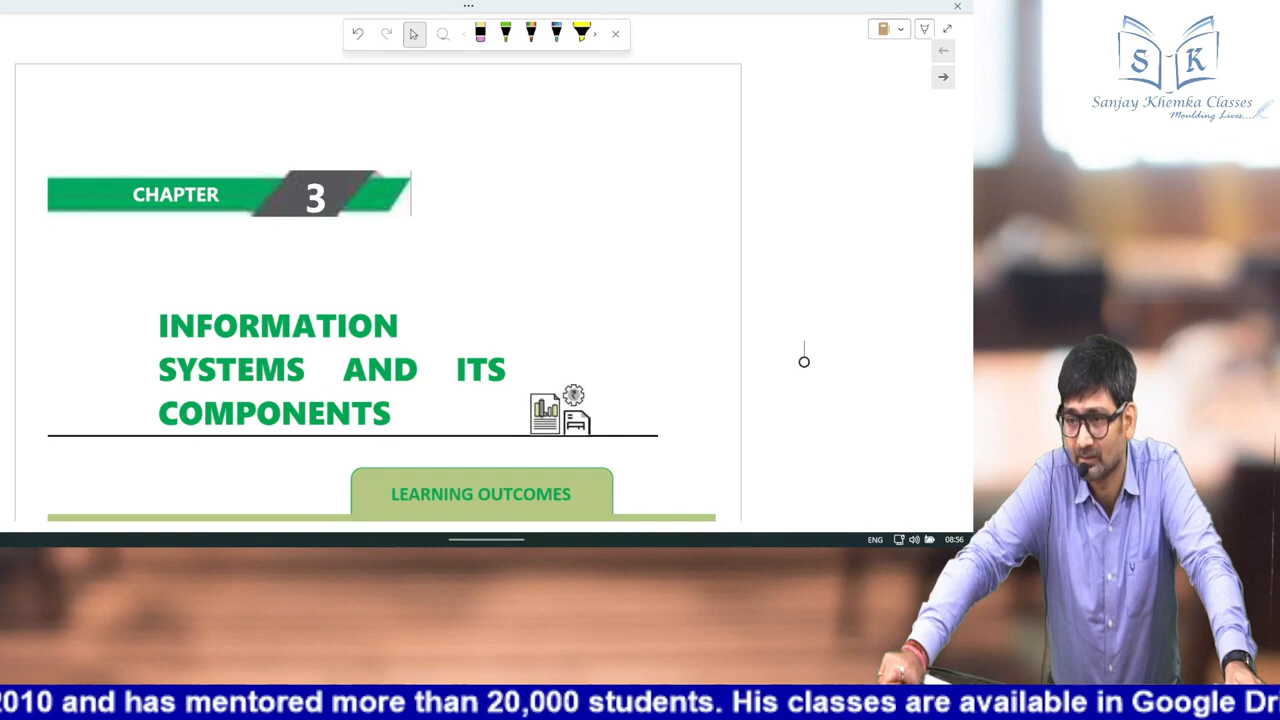 ...
S K
Sanjay Khemka Classes
Moulding Lives...
CHAPTER 3
INFORMATION
SYSTEMS AND ITS
COMPONENTS
LEARNING OUTCOMES
ENG 08:56
2010 and has mentored more than 20,000 students. His classes are available in Google Dr